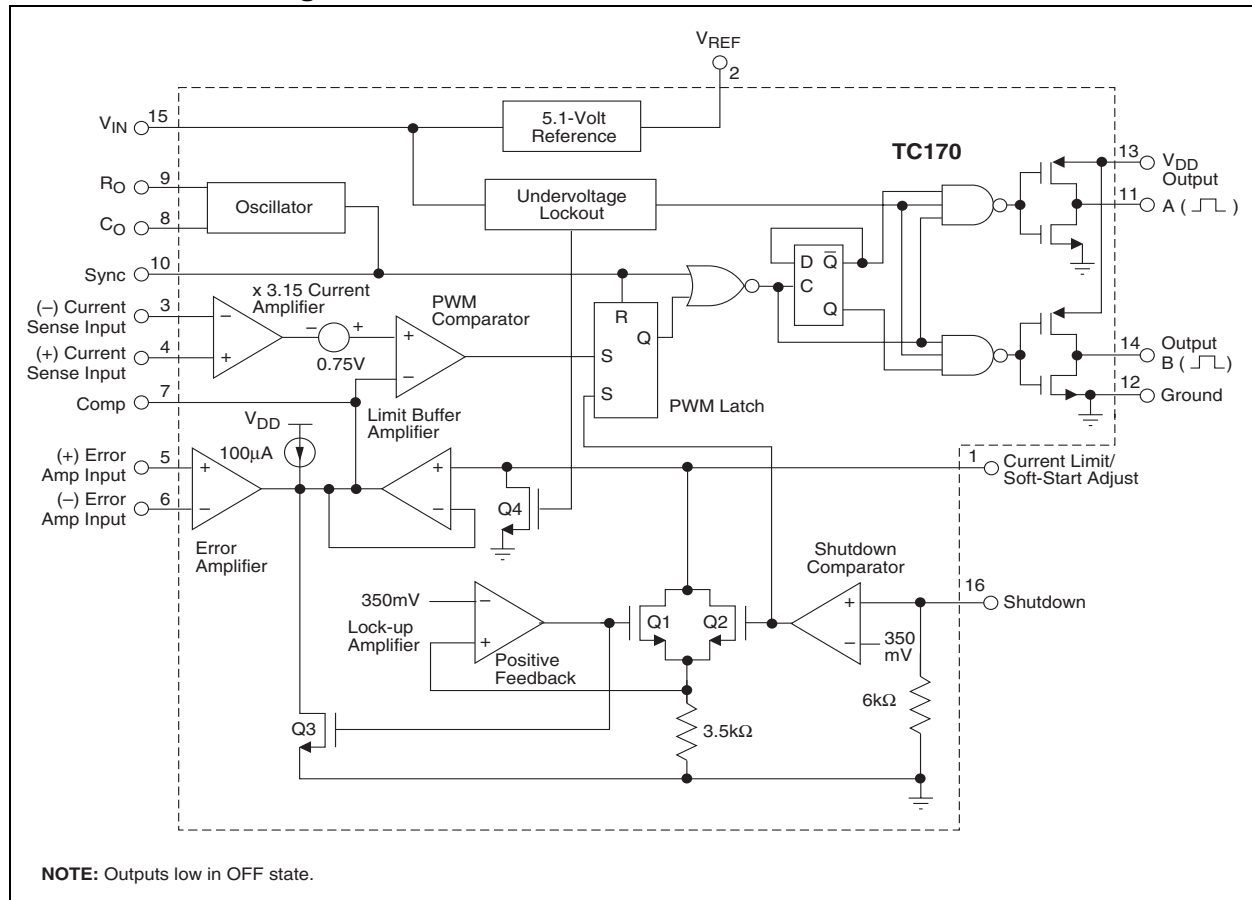 VREF
2
VIN 15
5.1-Volt
Reference
TC170
13 VDD
Output
11 A ( )
RO 9
CO 8
Oscillator
Undervoltage
Lockout
Sync 10
D Q
C
Q
(–) Current
Sense Input 3
(+) Current
Sense Input 4
x 3.15 Current
Amplifier
–
+
– +
0.75V
PWM
Comparator
+
–
R
S Q
S
PWM Latch
14 Output
B ( )
12 Ground
Comp 7
VDD
100µA
Limit Buffer
Amplifier
(+) Error
Amp Input 5
(–) Error
Amp Input 6
+
–
Error
Amplifier
+
–
Q4
1 Current Limit/
Soft-Start Adjust
Shutdown
Comparator
16 Shutdown
+
–
350
mV
350mV
Lock-up
Amplifier
–
+
Positive
Feedback
Q1 Q2
6kΩ
3.5kΩ
Q3
NOTE: Outputs low in OFF state.